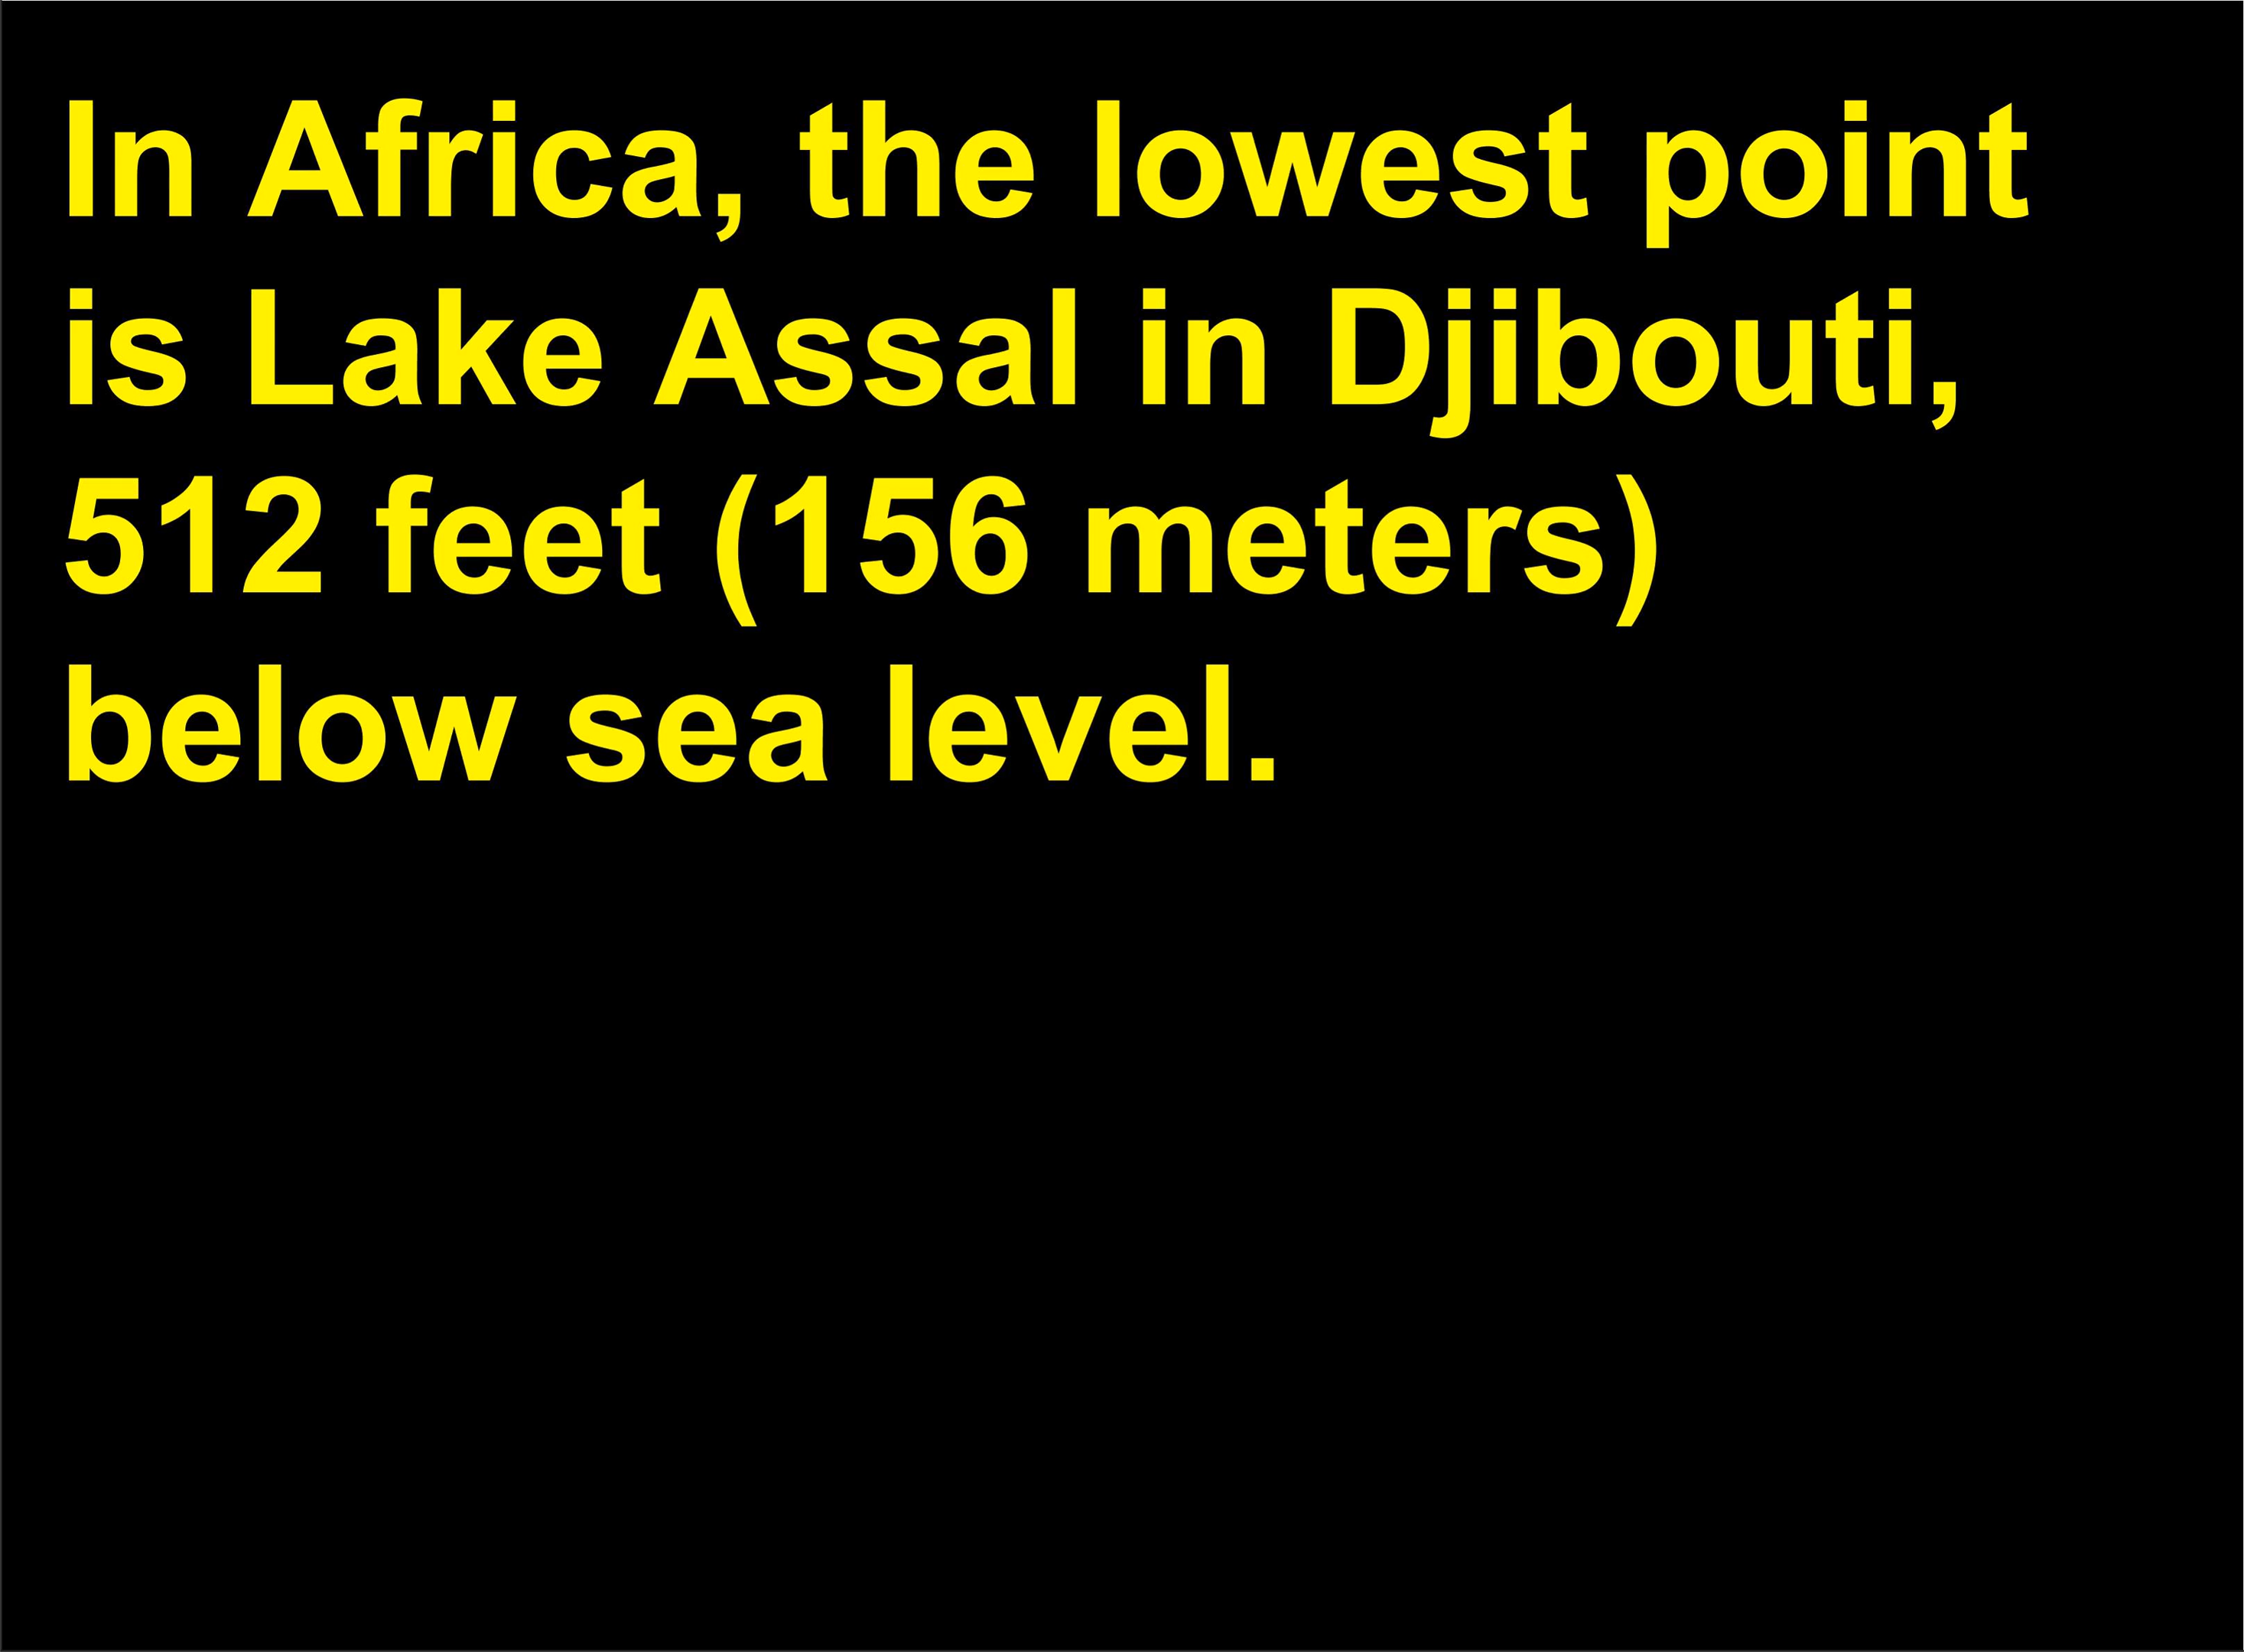 In Africa, the lowest point
is Lake Assal in Djibouti,
512 feet (156 meters)
below sea level.